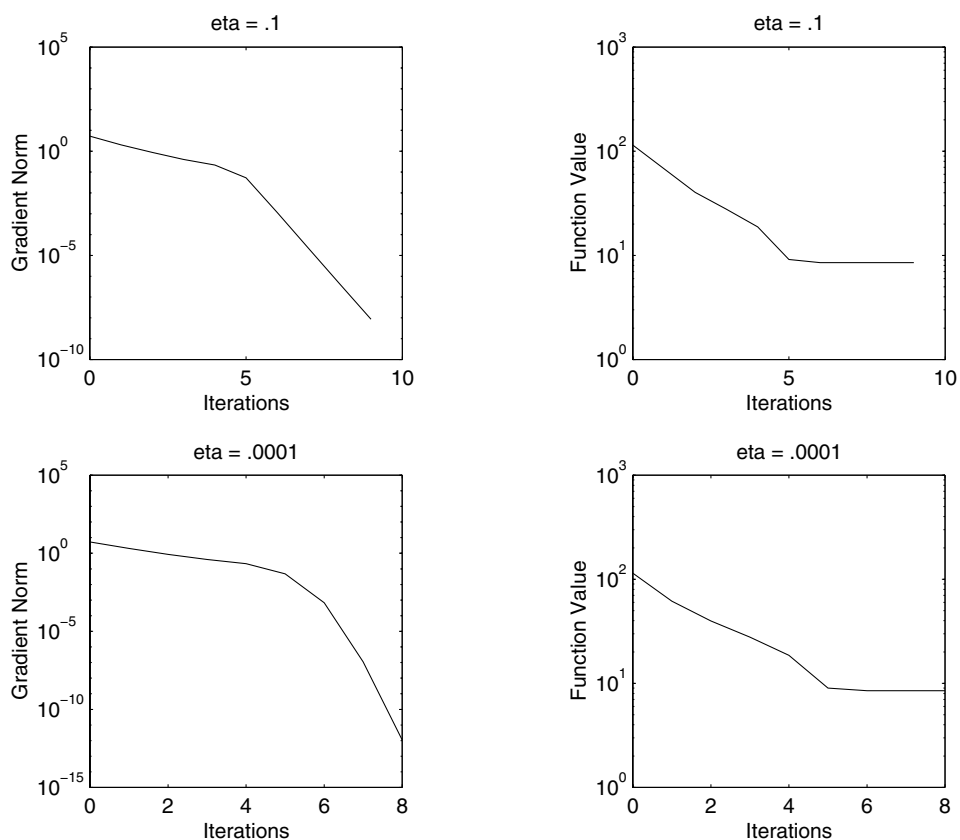 eta = .1
10^5
10^0
10^−5
10^−10
Gradient Norm
0
5
10
Iterations
eta = .1
10^3
10^2
10^1
10^0
Function Value
0
5
10
Iterations
eta = .0001
10^5
10^0
10^−5
10^−10
10^−15
Gradient Norm
0
2
4
6
8
Iterations
eta = .0001
10^3
10^2
10^1
10^0
Function Value
0
2
4
6
8
Iterations